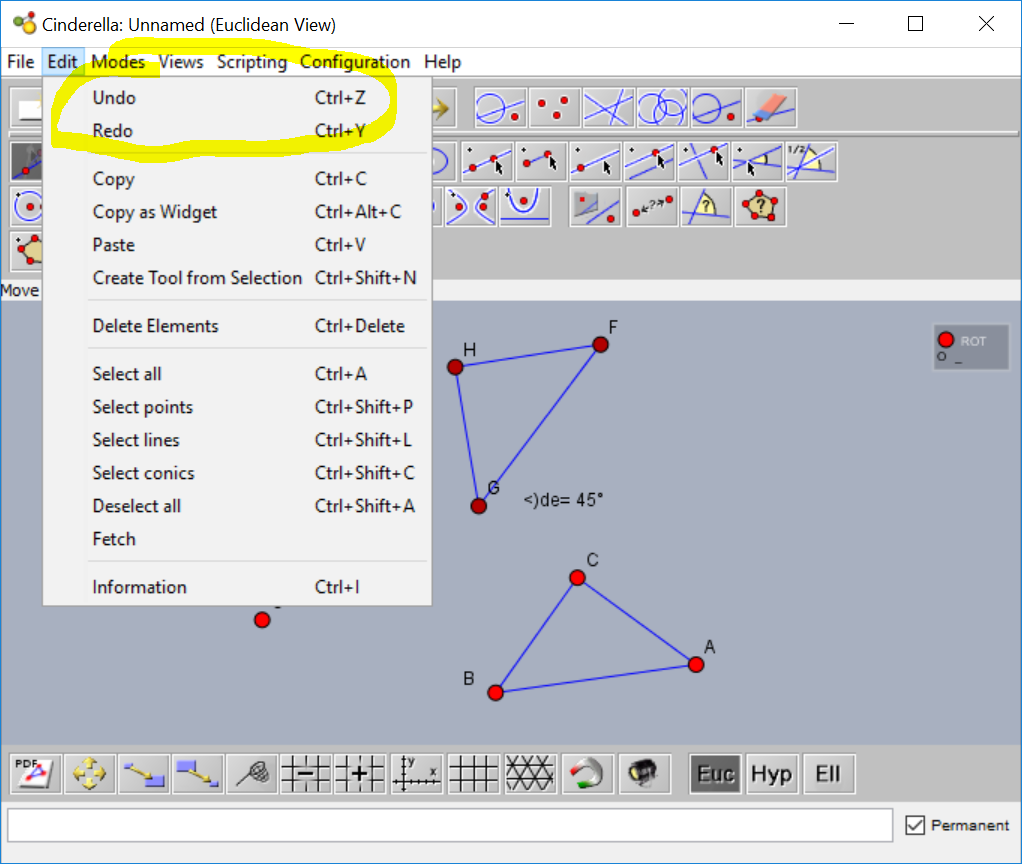 Cinderella: Unnamed (Euclidean View)
File Edit Modes Views Scripting Configuration Help
Undo Ctrl+Z
Redo Ctrl+Y
Copy Ctrl+C
Copy as Widget Ctrl+Alt+C
Paste Ctrl+V
Create Tool from Selection Ctrl+Shift+N
Delete Elements Ctrl+Delete
Select all Ctrl+A
Select points Ctrl+Shift+P
Select lines Ctrl+Shift+L
Select conics Ctrl+Shift+C
Deselect all Ctrl+Shift+A
Fetch
Information Ctrl+I
1/2
?
?
?
Move
F
H
ROT
G
<)de= 45°
C
A
B
PDF
y
x
Euc Hyp Ell
Permanent